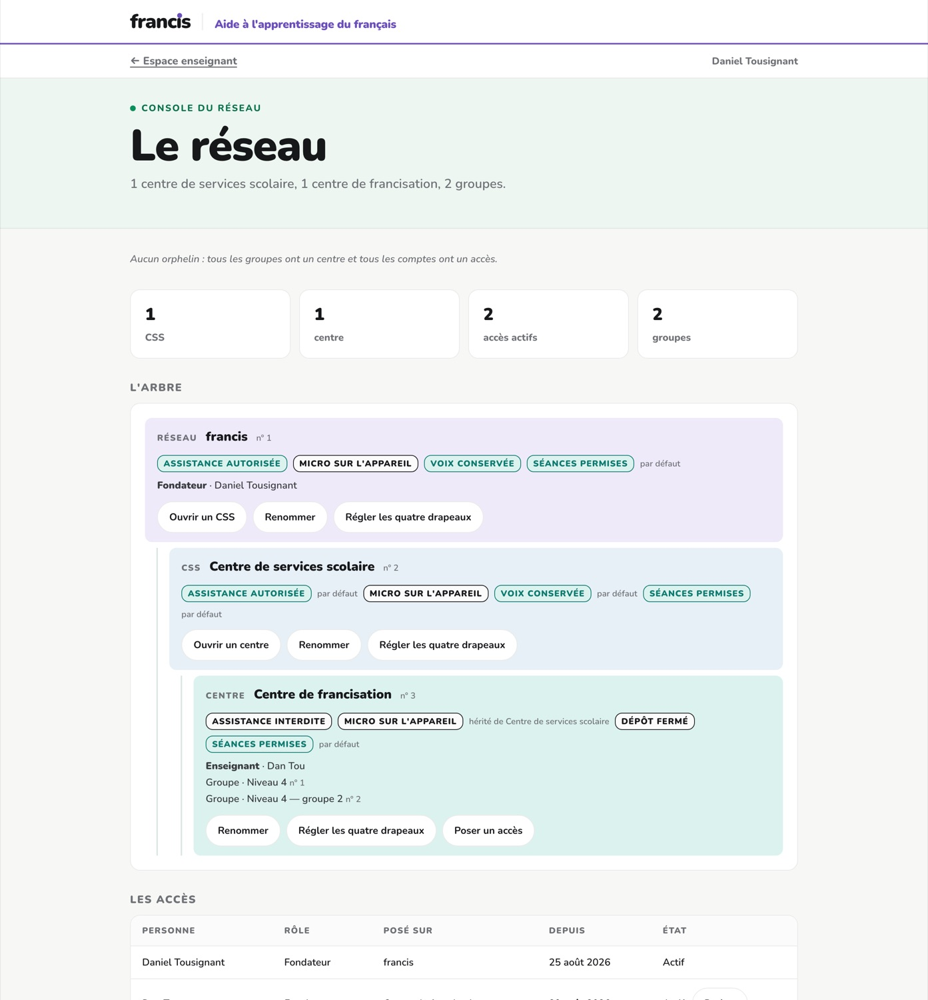 francis Aide à l'apprentissage du français
← Espace enseignant Daniel Tousignant
CONSOLE DU RÉSEAU
Le réseau
1 centre de services scolaire, 1 centre de francisation, 2 groupes.
Aucun orphelin : tous les groupes ont un centre et tous les comptes ont un accès.
1 1 2 2
CSS centre accès actifs groupes
L'ARBRE
RÉSEAU francis n° 1
ASSISTANCE AUTORISÉE MICRO SUR L'APPAREIL VOIX CONSERVÉE SÉANCES PERMISES par défaut
Fondateur · Daniel Tousignant
Ouvrir un CSS Renommer Régler les quatre drapeaux
CSS Centre de services scolaire n° 2
ASSISTANCE AUTORISÉE par défaut MICRO SUR L'APPAREIL VOIX CONSERVÉE par défaut SÉANCES PERMISES
par défaut
Ouvrir un centre Renommer Régler les quatre drapeaux
CENTRE Centre de francisation n° 3
ASSISTANCE INTERDITE MICRO SUR L'APPAREIL hérité de Centre de services scolaire DÉPÔT FERMÉ
SÉANCES PERMISES par défaut
Enseignant · Dan Tou
Groupe · Niveau 4 n° 1
Groupe · Niveau 4 — groupe 2 n° 2
Renommer Régler les quatre drapeaux Poser un accès
LES ACCÈS
PERSONNE RÔLE POSÉ SUR DEPUIS ÉTAT
Daniel Tousignant Fondateur francis 25 août 2026 Actif